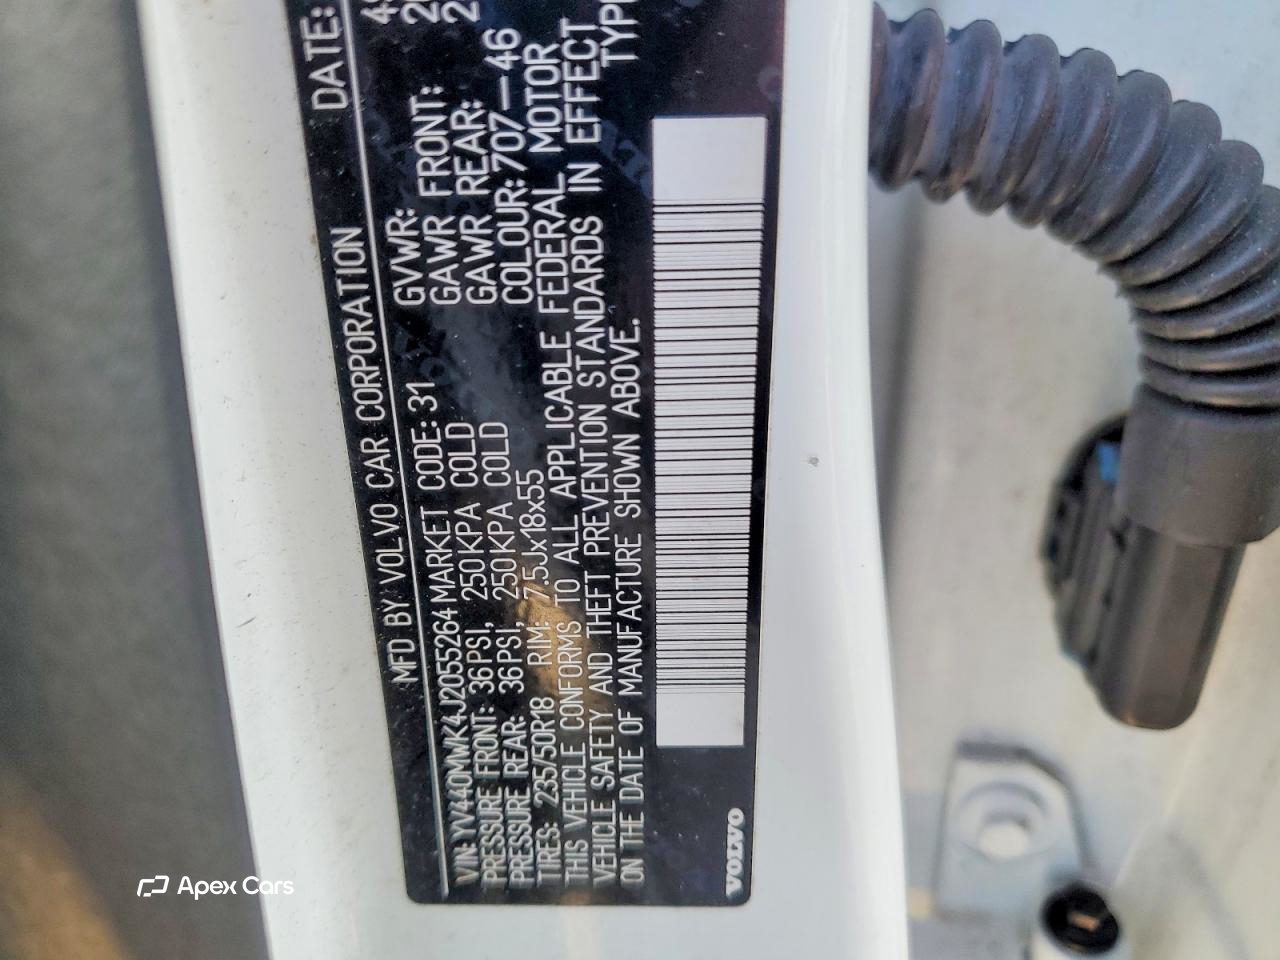 MFD BY VOLVO CAR CORPORATION DATE:
VIN: YV440MWK4J2055264 MARKET CODE: 31 GVWR:
PRESSURE FRONT: 36PSI, 250KPA COLD GAWR FRONT:
PRESSURE REAR: 36PSI, 250KPA COLD GAWR REAR:
TIRES: 235/50R18 RIM: 7.5Jx18x55 COLOUR: 707-46
THIS VEHICLE CONFORMS TO ALL APPLICABLE FEDERAL MOTOR
VEHICLE SAFETY AND THEFT PREVENTION STANDARDS IN EFFECT
ON THE DATE OF MANUFACTURE SHOWN ABOVE.
VOLVO
Apex Cars